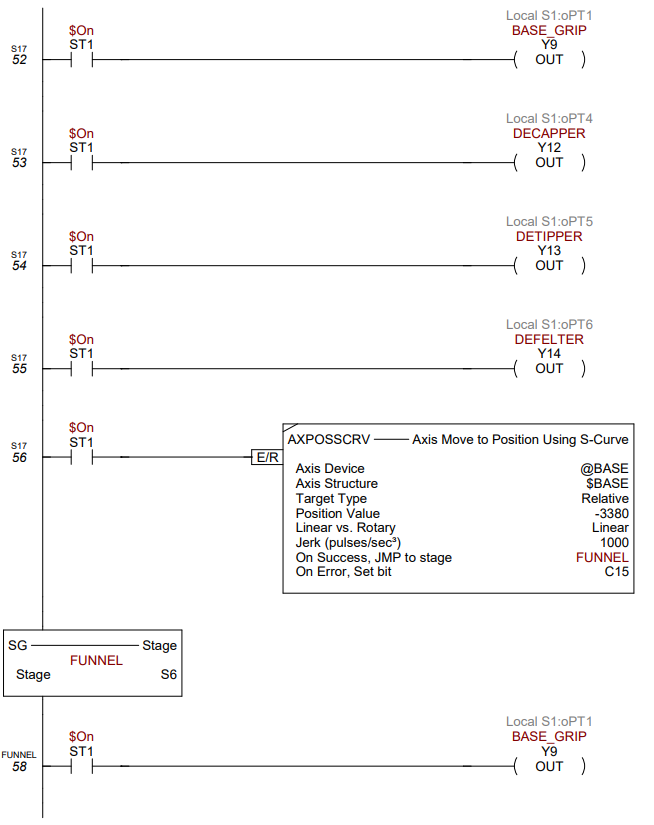 Local S1:oPT1
$On BASE_GRIP
S17 ST1 Y9
52 OUT
Local S1:oPT4
$On DECAPPER
S17 ST1 Y12
53 OUT
Local S1:oPT5
$On DETIPPER
S17 ST1 Y13
54 OUT
Local S1:oPT6
$On DEFELTER
S17 ST1 Y14
55 OUT
$On
S17 ST1 AXPOSSCRV Axis Move to Position Using S-Curve
56 E/R
Axis Device @BASE
Axis Structure $BASE
Target Type Relative
Position Value -3380
Linear vs. Rotary Linear
Jerk (pulses/sec³) 1000
On Success, JMP to stage FUNNEL
On Error, Set bit C15
SG Stage
FUNNEL
Stage S6
Local S1:oPT1
$On BASE_GRIP
FUNNEL ST1 Y9
58 OUT